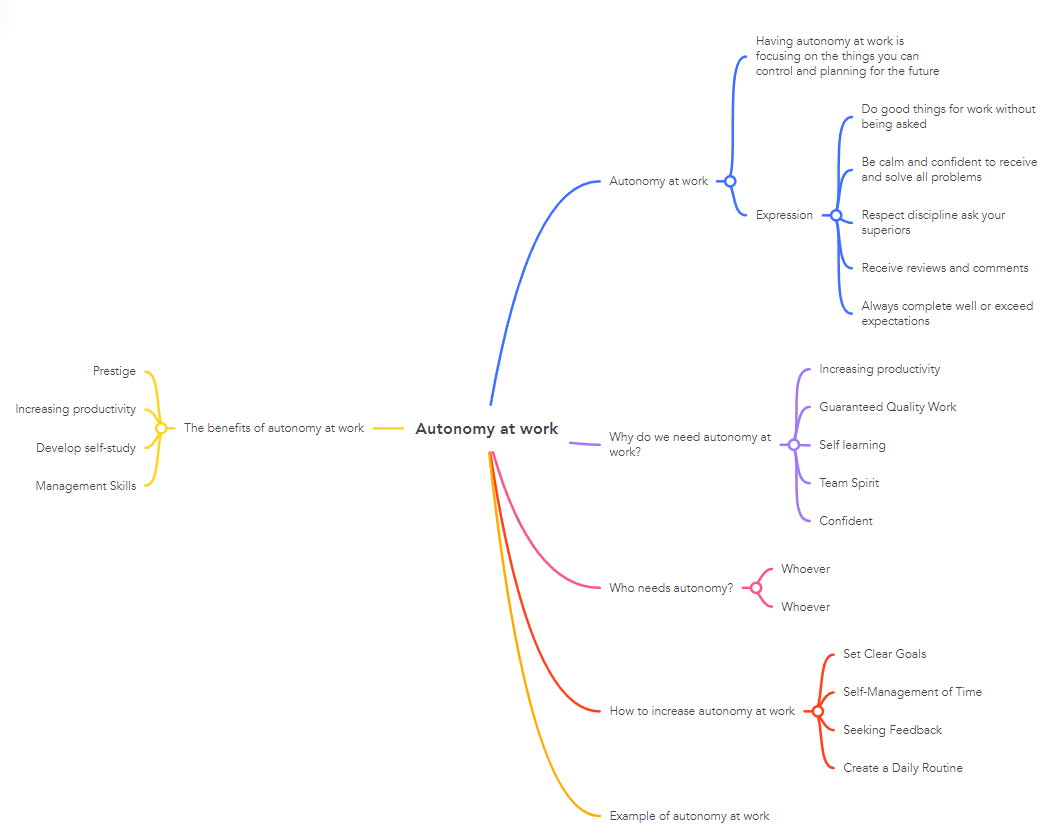 Having autonomy at work is
focusing on the things you can
control and planning for the future
Do good things for work without
being asked
Be calm and confident to receive
and solve all problems
Autonomy at work
Expression
Respect discipline ask your
superiors
Receive reviews and comments
Always complete well or exceed
expectations
Prestige
Increasing productivity
Develop self-study
Management Skills
The benefits of autonomy at work
Autonomy at work
Why do we need autonomy at
work?
Increasing productivity
Guaranteed Quality Work
Self learning
Team Spirit
Confident
Who needs autonomy?
Whoever
Whoever
How to increase autonomy at work
Set Clear Goals
Self-Management of Time
Seeking Feedback
Create a Daily Routine
Example of autonomy at work